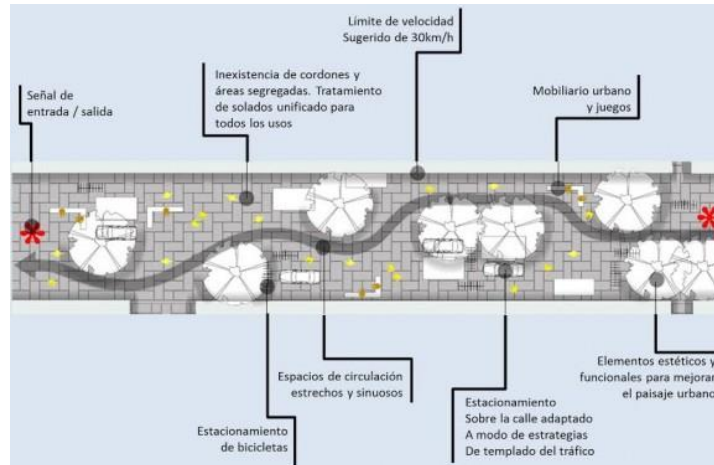 Límite de velocidad
Sugerido de 30km/h
Inexistencia de cordones y
áreas segregadas. Tratamiento
de solados unificado para
todos los usos
Señal de
entrada / salida
Mobiliario urbano
y juegos
Espacios de circulación
estrechos y sinuosos
Estacionamiento
de bicicletas
Estacionamiento
Sobre la calle adaptado
A modo de estrategias
De templado del tráfico
Elementos estéticos y
funcionales para mejorar
el paisaje urbano